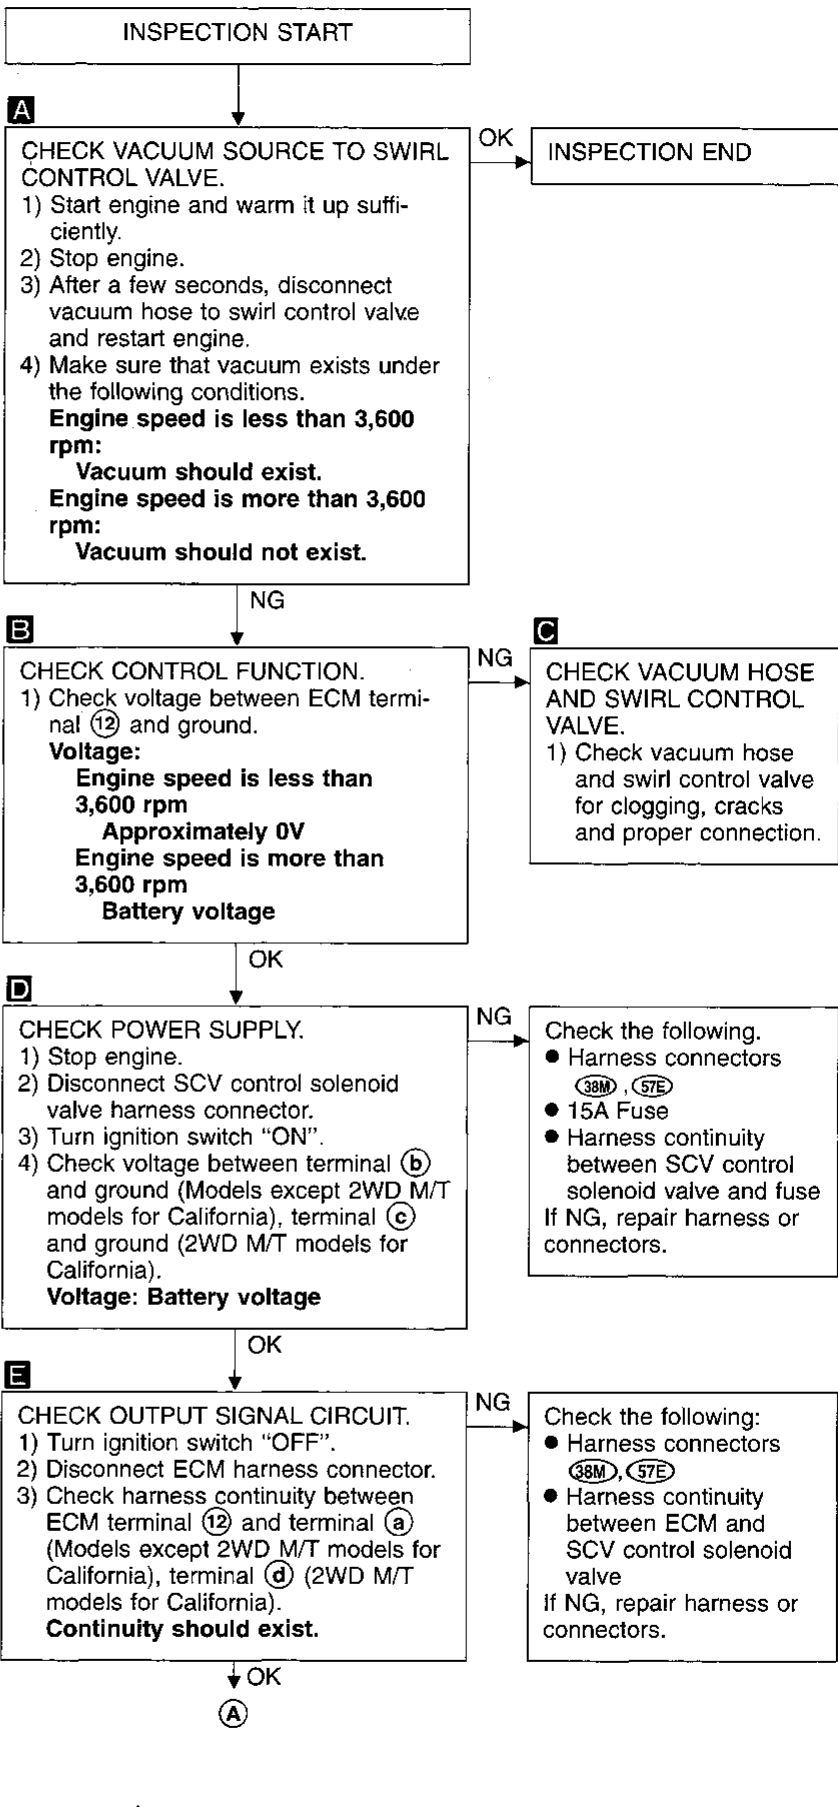 INSPECTION START
A
CHECK VACUUM SOURCE TO SWIRL
CONTROL VALVE.
1) Start engine and warm it up suffi-
ciently.
2) Stop engine.
3) After a few seconds, disconnect
vacuum hose to swirl control valve
and restart engine.
4) Make sure that vacuum exists under
the following conditions.
Engine speed is less than 3,600
rpm:
Vacuum should exist.
Engine speed is more than 3,600
rpm:
Vacuum should not exist.
OK
INSPECTION END
NG
B
CHECK CONTROL FUNCTION.
1) Check voltage between ECM termi-
nal 12 and ground.
Voltage:
Engine speed is less than
3,600 rpm
Approximately 0V
Engine speed is more than
3,600 rpm
Battery voltage
NG
C
CHECK VACUUM HOSE
AND SWIRL CONTROL
VALVE.
1) Check vacuum hose
and swirl control valve
for clogging, cracks
and proper connection.
OK
D
CHECK POWER SUPPLY.
1) Stop engine.
2) Disconnect SCV control solenoid
valve harness connector.
3) Turn ignition switch “ON”.
4) Check voltage between terminal b
and ground (Models except 2WD M/T
models for California), terminal c
and ground (2WD M/T models for
California).
Voltage: Battery voltage
NG
Check the following.
● Harness connectors
38M , 57E
● 15A Fuse
● Harness continuity
between SCV control
solenoid valve and fuse
If NG, repair harness or
connectors.
OK
E
CHECK OUTPUT SIGNAL CIRCUIT.
1) Turn ignition switch “OFF”.
2) Disconnect ECM harness connector.
3) Check harness continuity between
ECM terminal 12 and terminal a
(Models except 2WD M/T models for
California), terminal d (2WD M/T
models for California).
Continuity should exist.
NG
Check the following:
● Harness connectors
38M , 57E
● Harness continuity
between ECM and
SCV control solenoid
valve
If NG, repair harness or
connectors.
OK
A